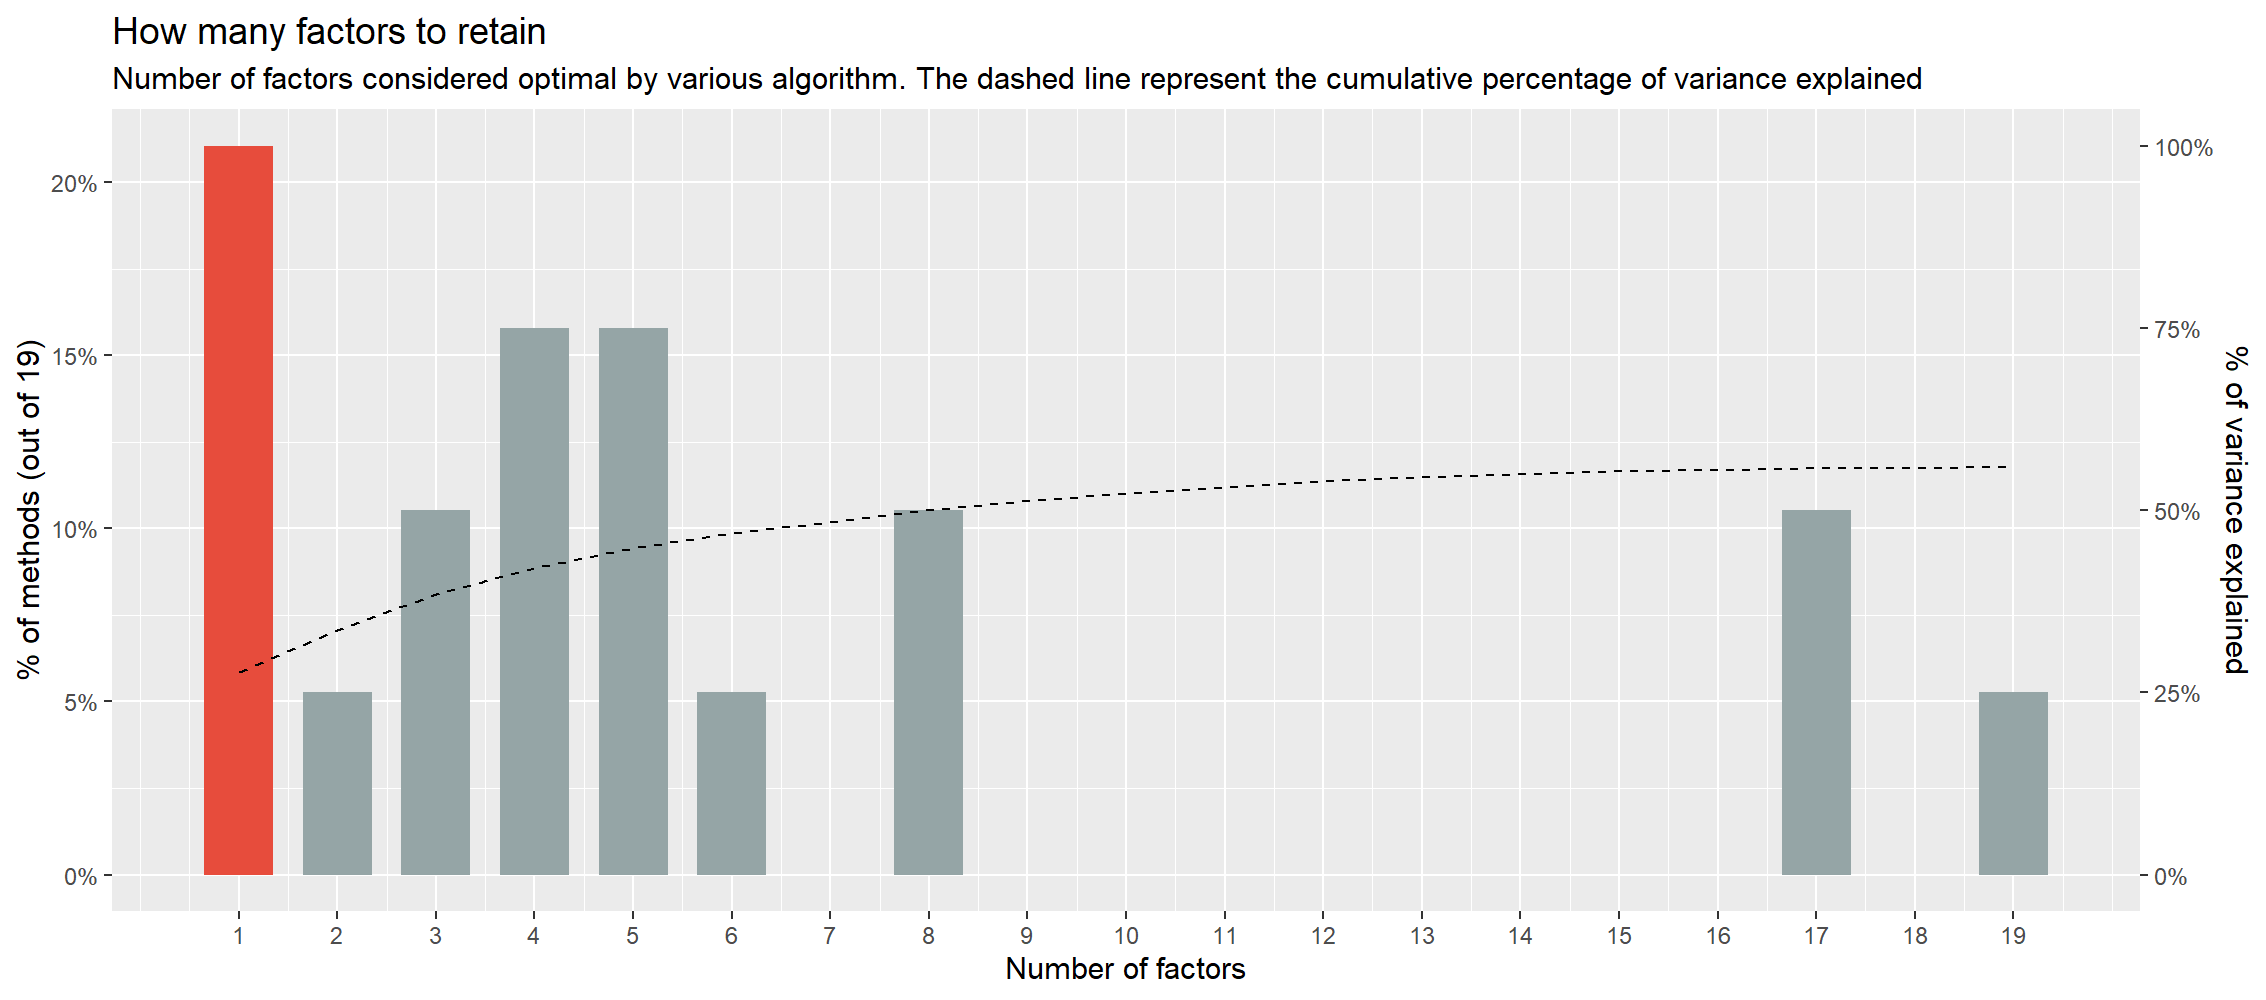 How many factors to retain
Number of factors considered optimal by various algorithm. The dashed line represent the cumulative percentage of variance explained
% of methods (out of 19)
20%
15%
10%
5%
0%
100%
75%
50%
25%
0%
% of variance explained
1 2 3 4 5 6 7 8 9 10 11 12 13 14 15 16 17 18 19
Number of factors